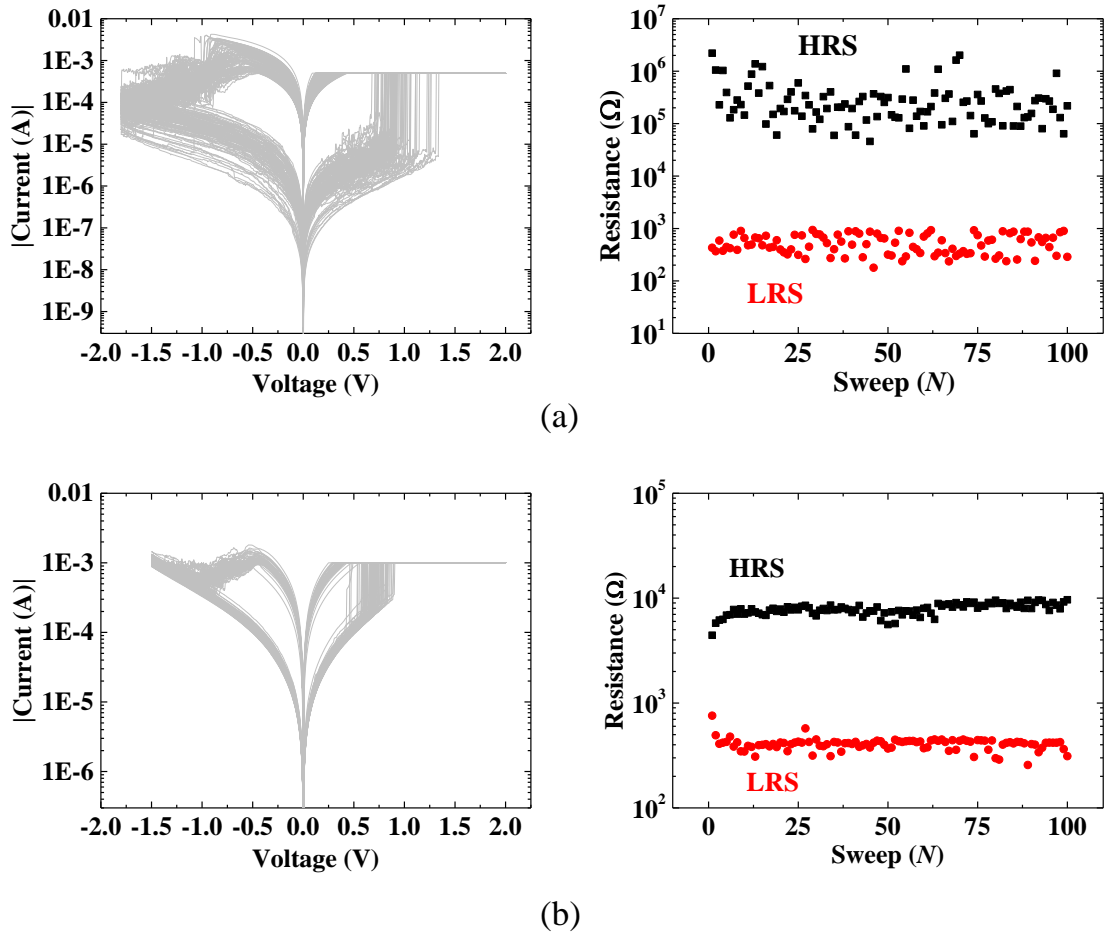 0.01
1E-3
1E-4
1E-5
1E-6
1E-7
1E-8
1E-9
|Current (A)|
-2.0 -1.5 -1.0 -0.5 0.0 0.5 1.0 1.5 2.0
Voltage (V)
10^7
10^6
10^5
10^4
10^3
10^2
10^1
Resistance (Ω)
HRS
LRS
0 25 50 75 100
Sweep (N)
(a)
0.01
1E-3
1E-4
1E-5
1E-6
|Current (A)|
-2.0 -1.5 -1.0 -0.5 0.0 0.5 1.0 1.5 2.0
Voltage (V)
10^5
10^4
10^3
10^2
Resistance (Ω)
HRS
LRS
0 25 50 75 100
Sweep (N)
(b)